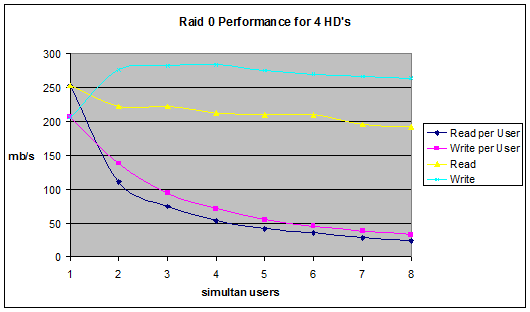 Raid 0 Performance for 4 HD's
300
250
200
150
100
50
0
mb/s
1 2 3 4 5 6 7 8
simultan users
Read per User
Write per User
Read
Write